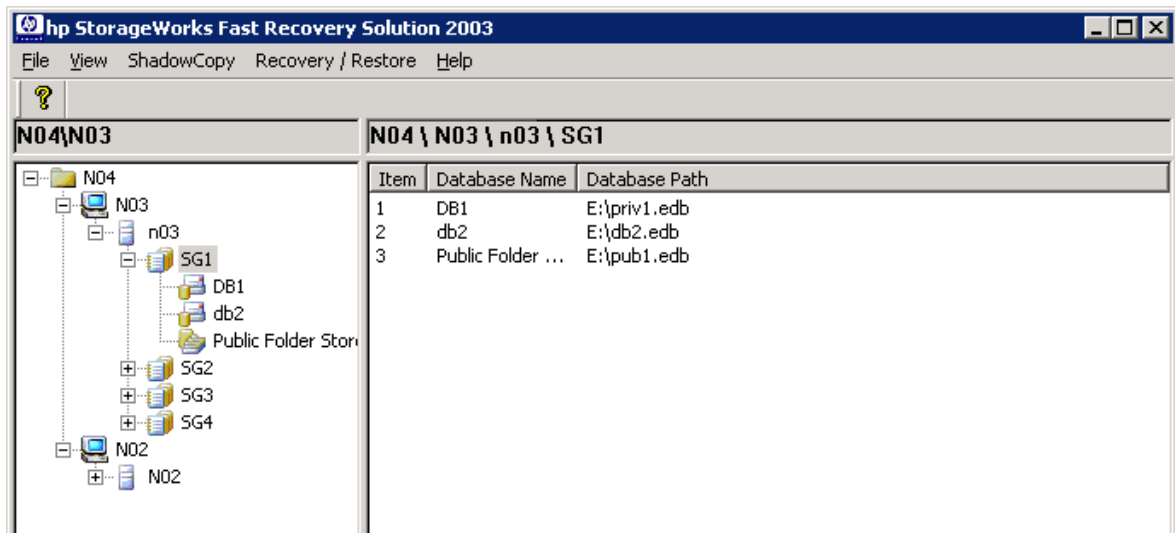 hp StorageWorks Fast Recovery Solution 2003
File View ShadowCopy Recovery / Restore Help
N04\N03
N04 \ N03 \ n03 \ SG1
N04
N03
n03
SG1
DB1
db2
Public Folder Stor
SG2
SG3
SG4
N02
N02
Item Database Name Database Path
1 DB1 E:\priv1.edb
2 db2 E:\db2.edb
3 Public Folder ... E:\pub1.edb